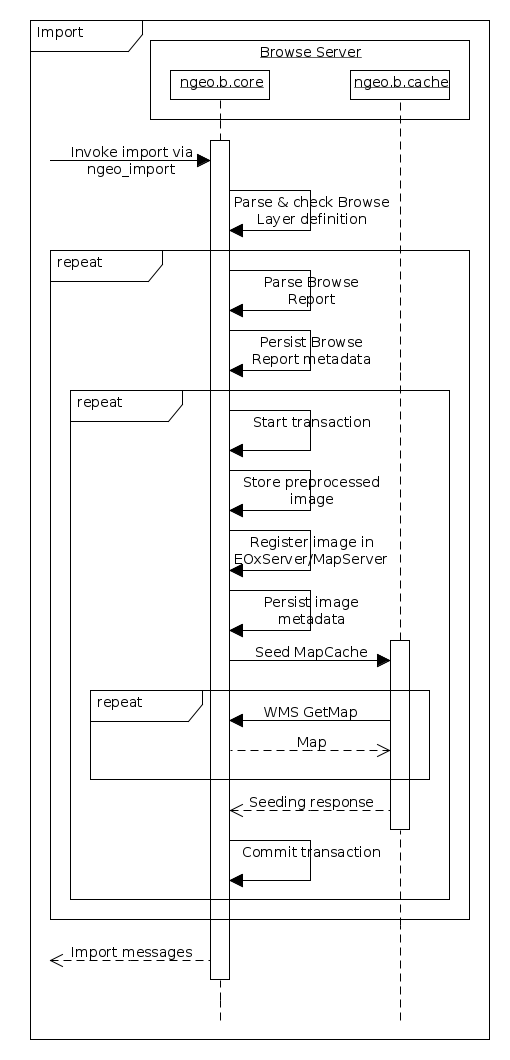 Import
Browse Server
ngeo.b.core
ngeo.b.cache
Invoke import via
ngeo_import
Parse & check Browse
Layer definition
repeat
Parse Browse
Report
Persist Browse
Report metadata
repeat
Start transaction
Store preprocessed
image
Register image in
EOxServer/MapServer
Persist image
metadata
Seed MapCache
repeat
WMS GetMap
Map
Seeding response
Commit transaction
Import messages